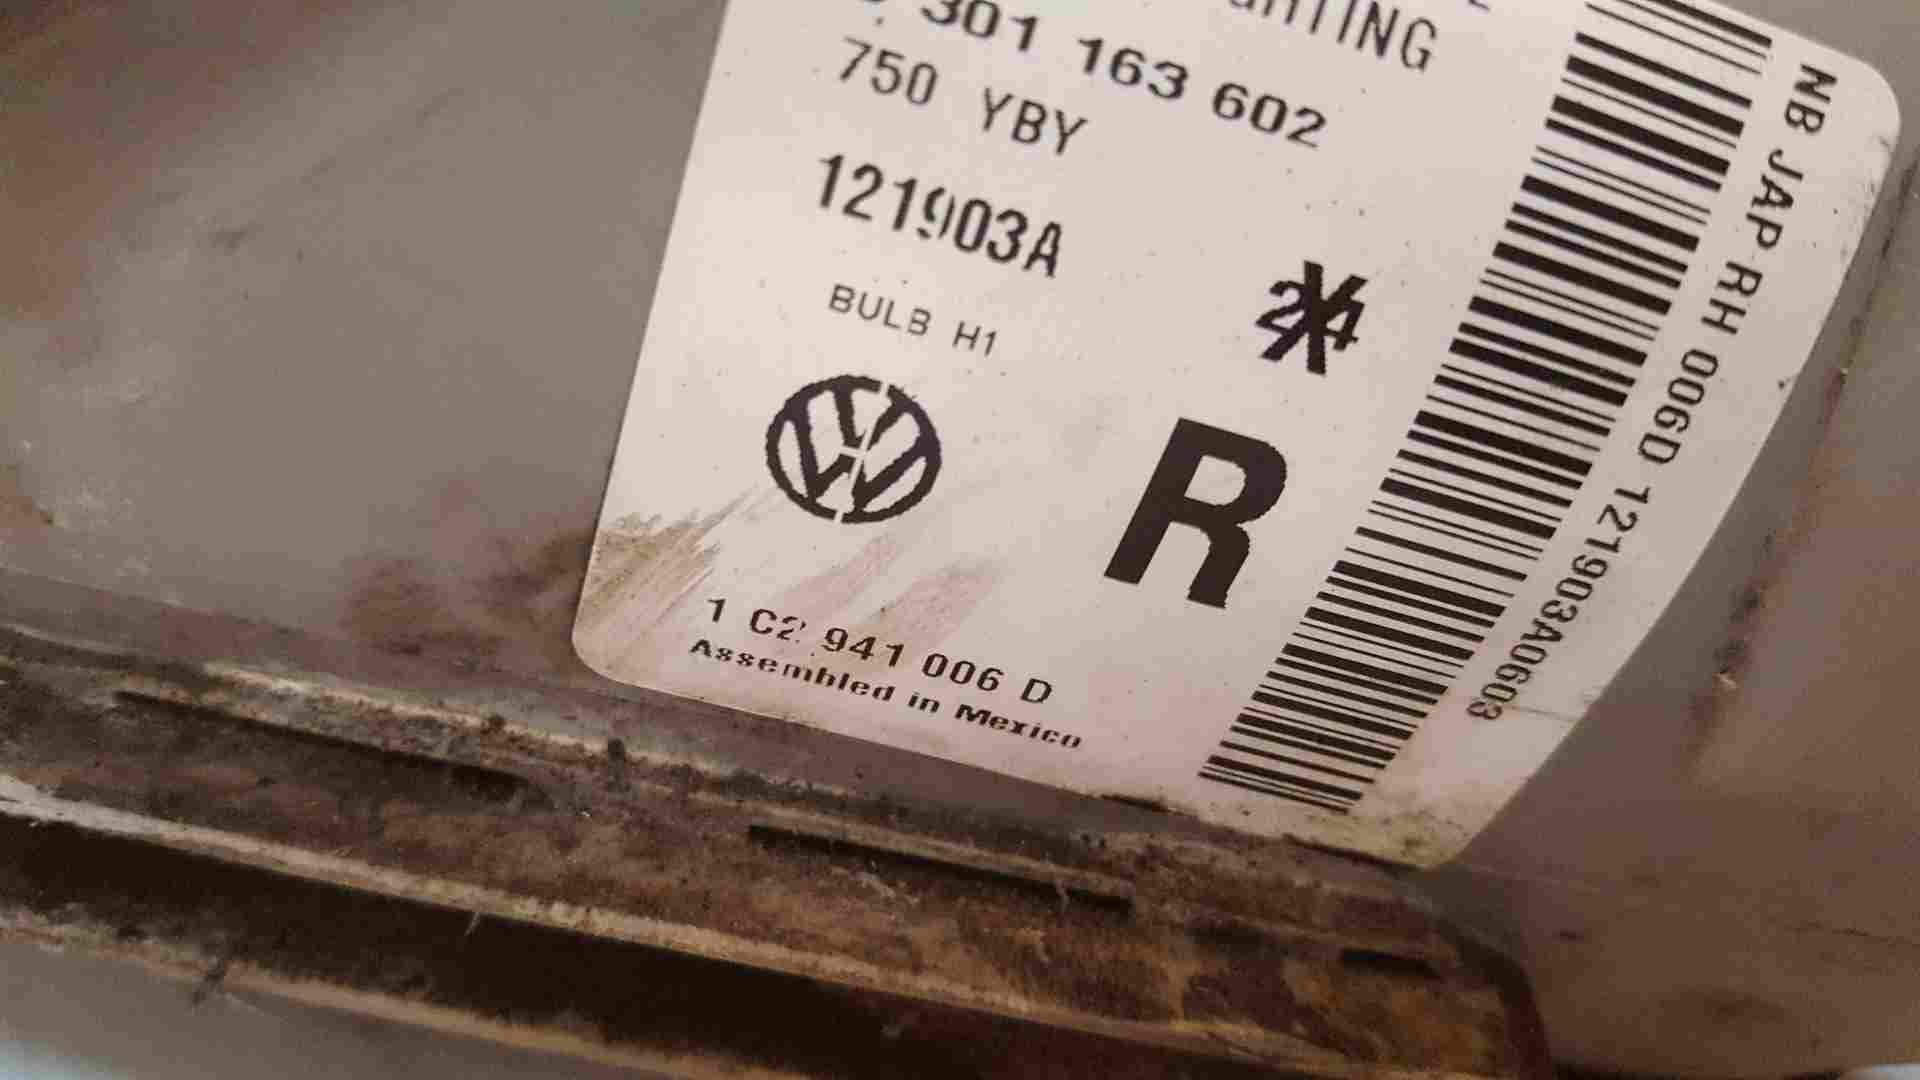 301 163 602
750 YBY
121903A
BULB H1
R
1 C2 941 006 D
Assembled in Mexico
NB JAP RH 006D 121903A0603